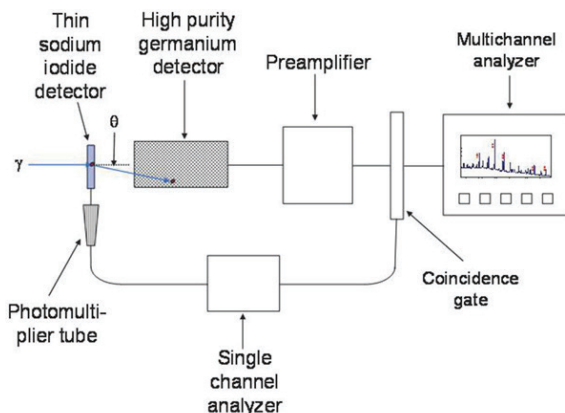 Thin
sodium
iodide
detector
High purity
germanium
detector
Preamplifier
Multichannel
analyzer
θ
γ
Photomulti-
plier tube
Single
channel
analyzer
Coincidence
gate